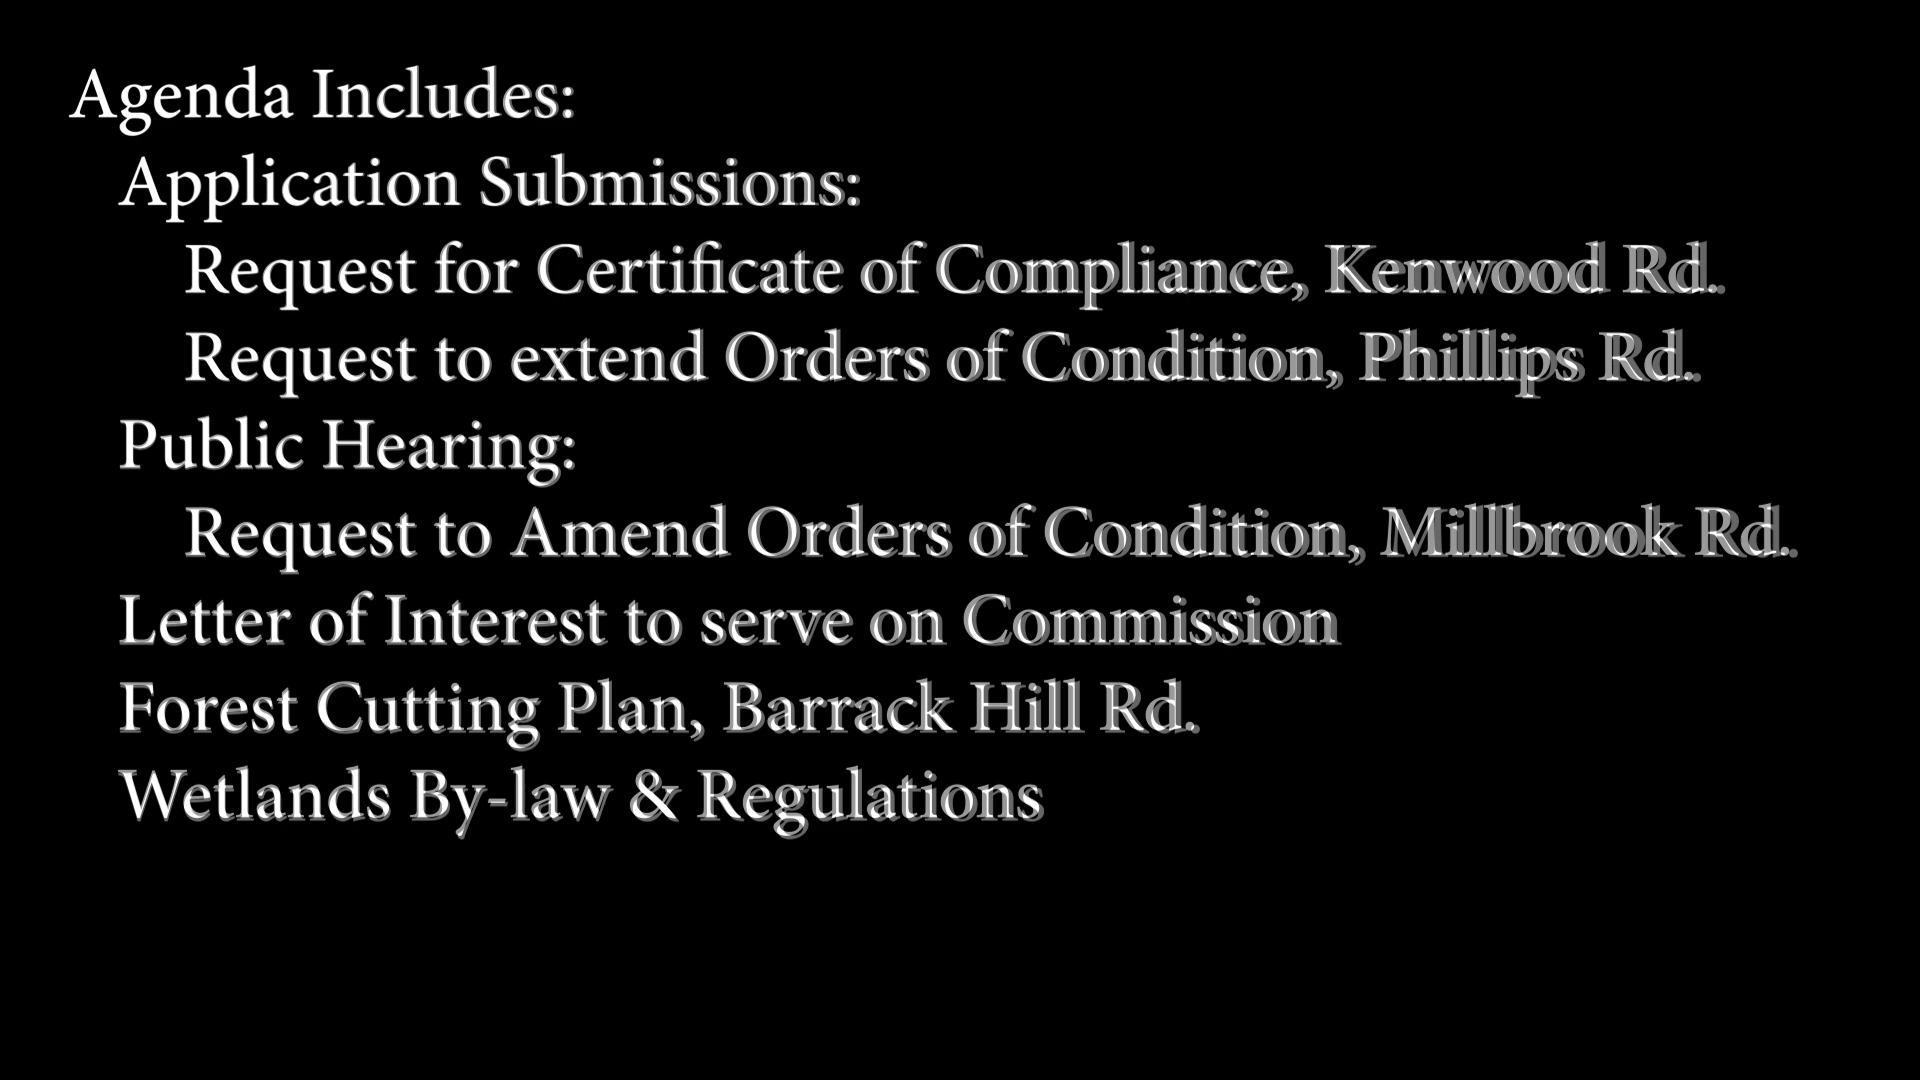 Agenda Includes:
Application Submissions:
Request for Certificate of Compliance, Kenwood Rd.
Request to extend Orders of Condition, Phillips Rd.
Public Hearing:
Request to Amend Orders of Condition, Millbrook Rd.
Letter of Interest to serve on Commission
Forest Cutting Plan, Barrack Hill Rd.
Wetlands By-law & Regulations